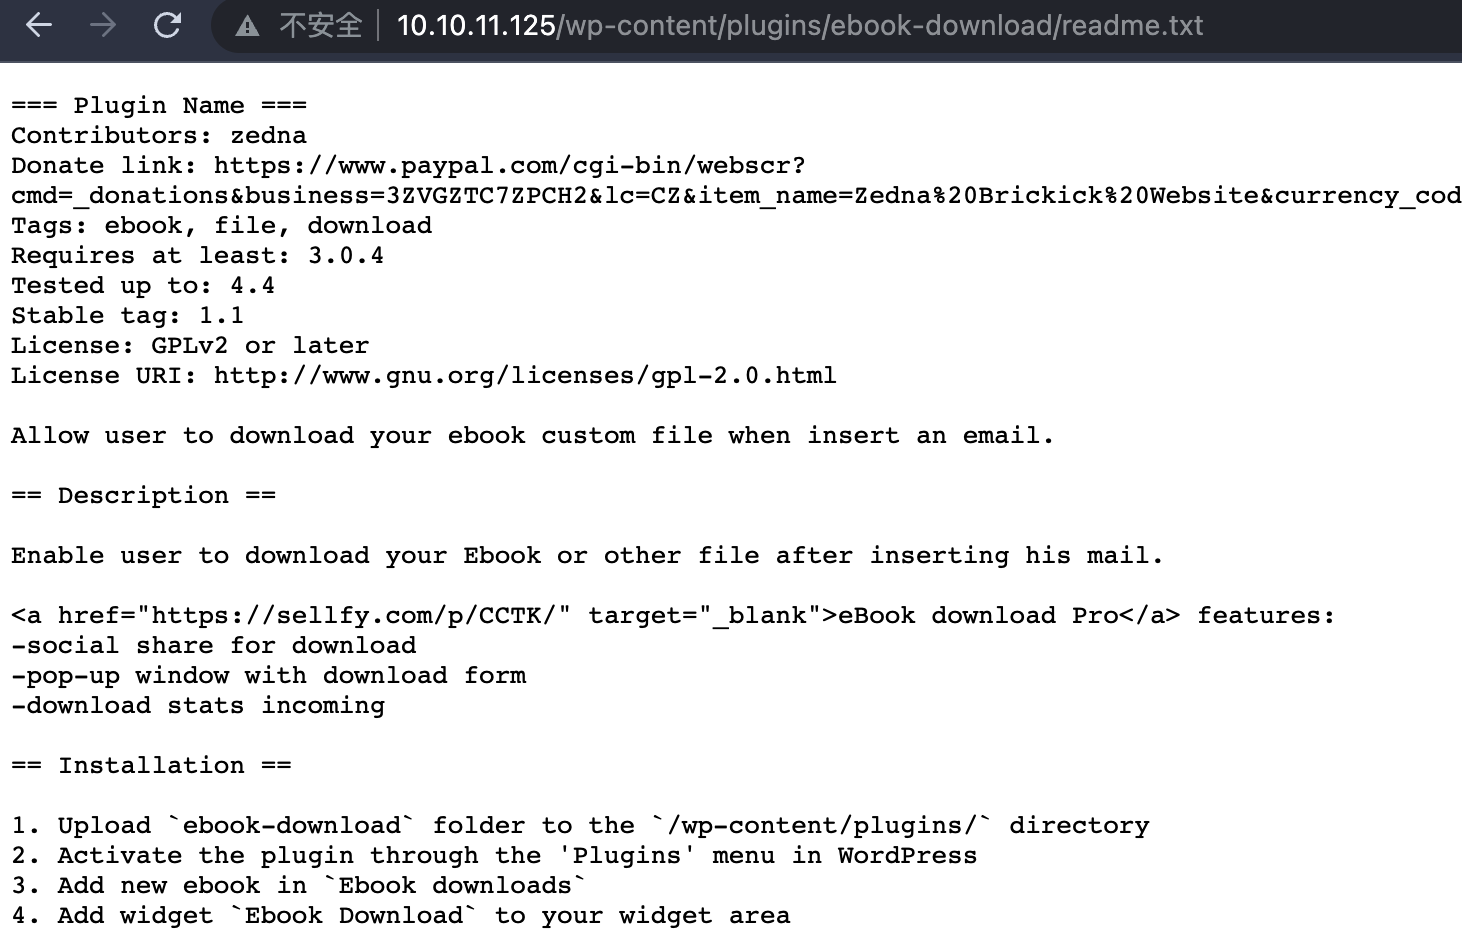 不安全 10.10.11.125/wp-content/plugins/ebook-download/readme.txt
=== Plugin Name ===
Contributors: zedna
Donate link: https://www.paypal.com/cgi-bin/webscr?
cmd=_donations&business=3ZVGZTC7ZPCH2&lc=CZ&item_name=Zedna%20Brickick%20Website&currency_cod
Tags: ebook, file, download
Requires at least: 3.0.4
Tested up to: 4.4
Stable tag: 1.1
License: GPLv2 or later
License URI: http://www.gnu.org/licenses/gpl-2.0.html
Allow user to download your ebook custom file when insert an email.
== Description ==
Enable user to download your Ebook or other file after inserting his mail.
<a href="https://sellfy.com/p/CCTK/" target="_blank">eBook download Pro</a> features:
-social share for download
-pop-up window with download form
-download stats incoming
== Installation ==
1. Upload `ebook-download` folder to the `/wp-content/plugins/` directory
2. Activate the plugin through the 'Plugins' menu in WordPress
3. Add new ebook in `Ebook downloads`
4. Add widget `Ebook Download` to your widget area